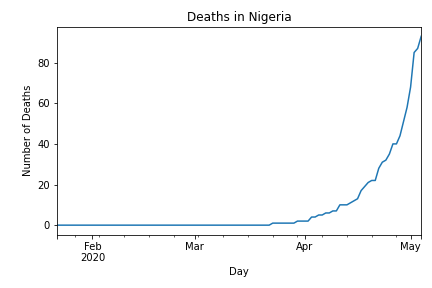 Deaths in Nigeria
Number of Deaths
80
60
40
20
0
Feb
2020
Mar
Apr
May
Day